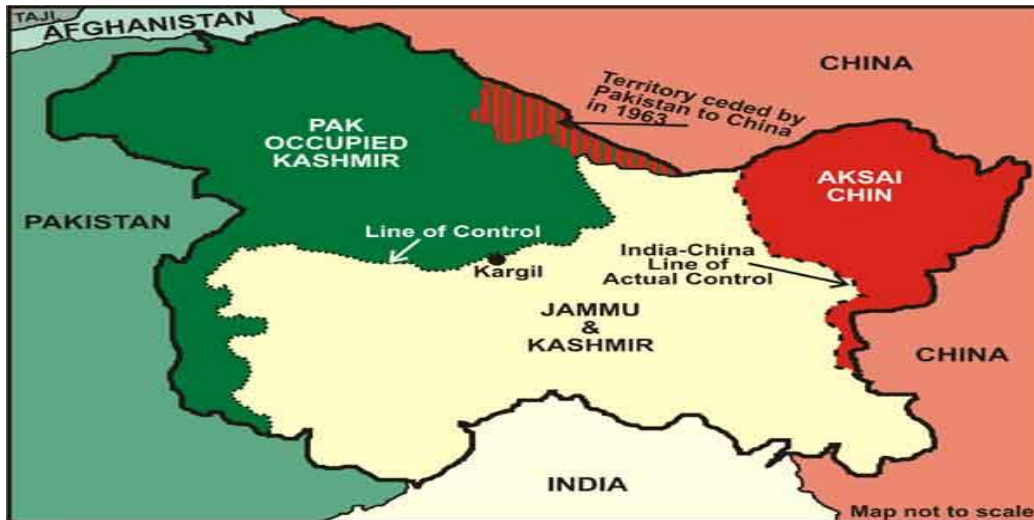 TAJI.
AFGHANISTAN
CHINA
Territory ceded by
Pakistan to China
in 1963
PAK
OCCUPIED
KASHMIR
AKSAI
CHIN
PAKISTAN
Line of Control
India-China
Line of
Actual Control
Kargil
JAMMU
&
KASHMIR
CHINA
INDIA
Map not to scale